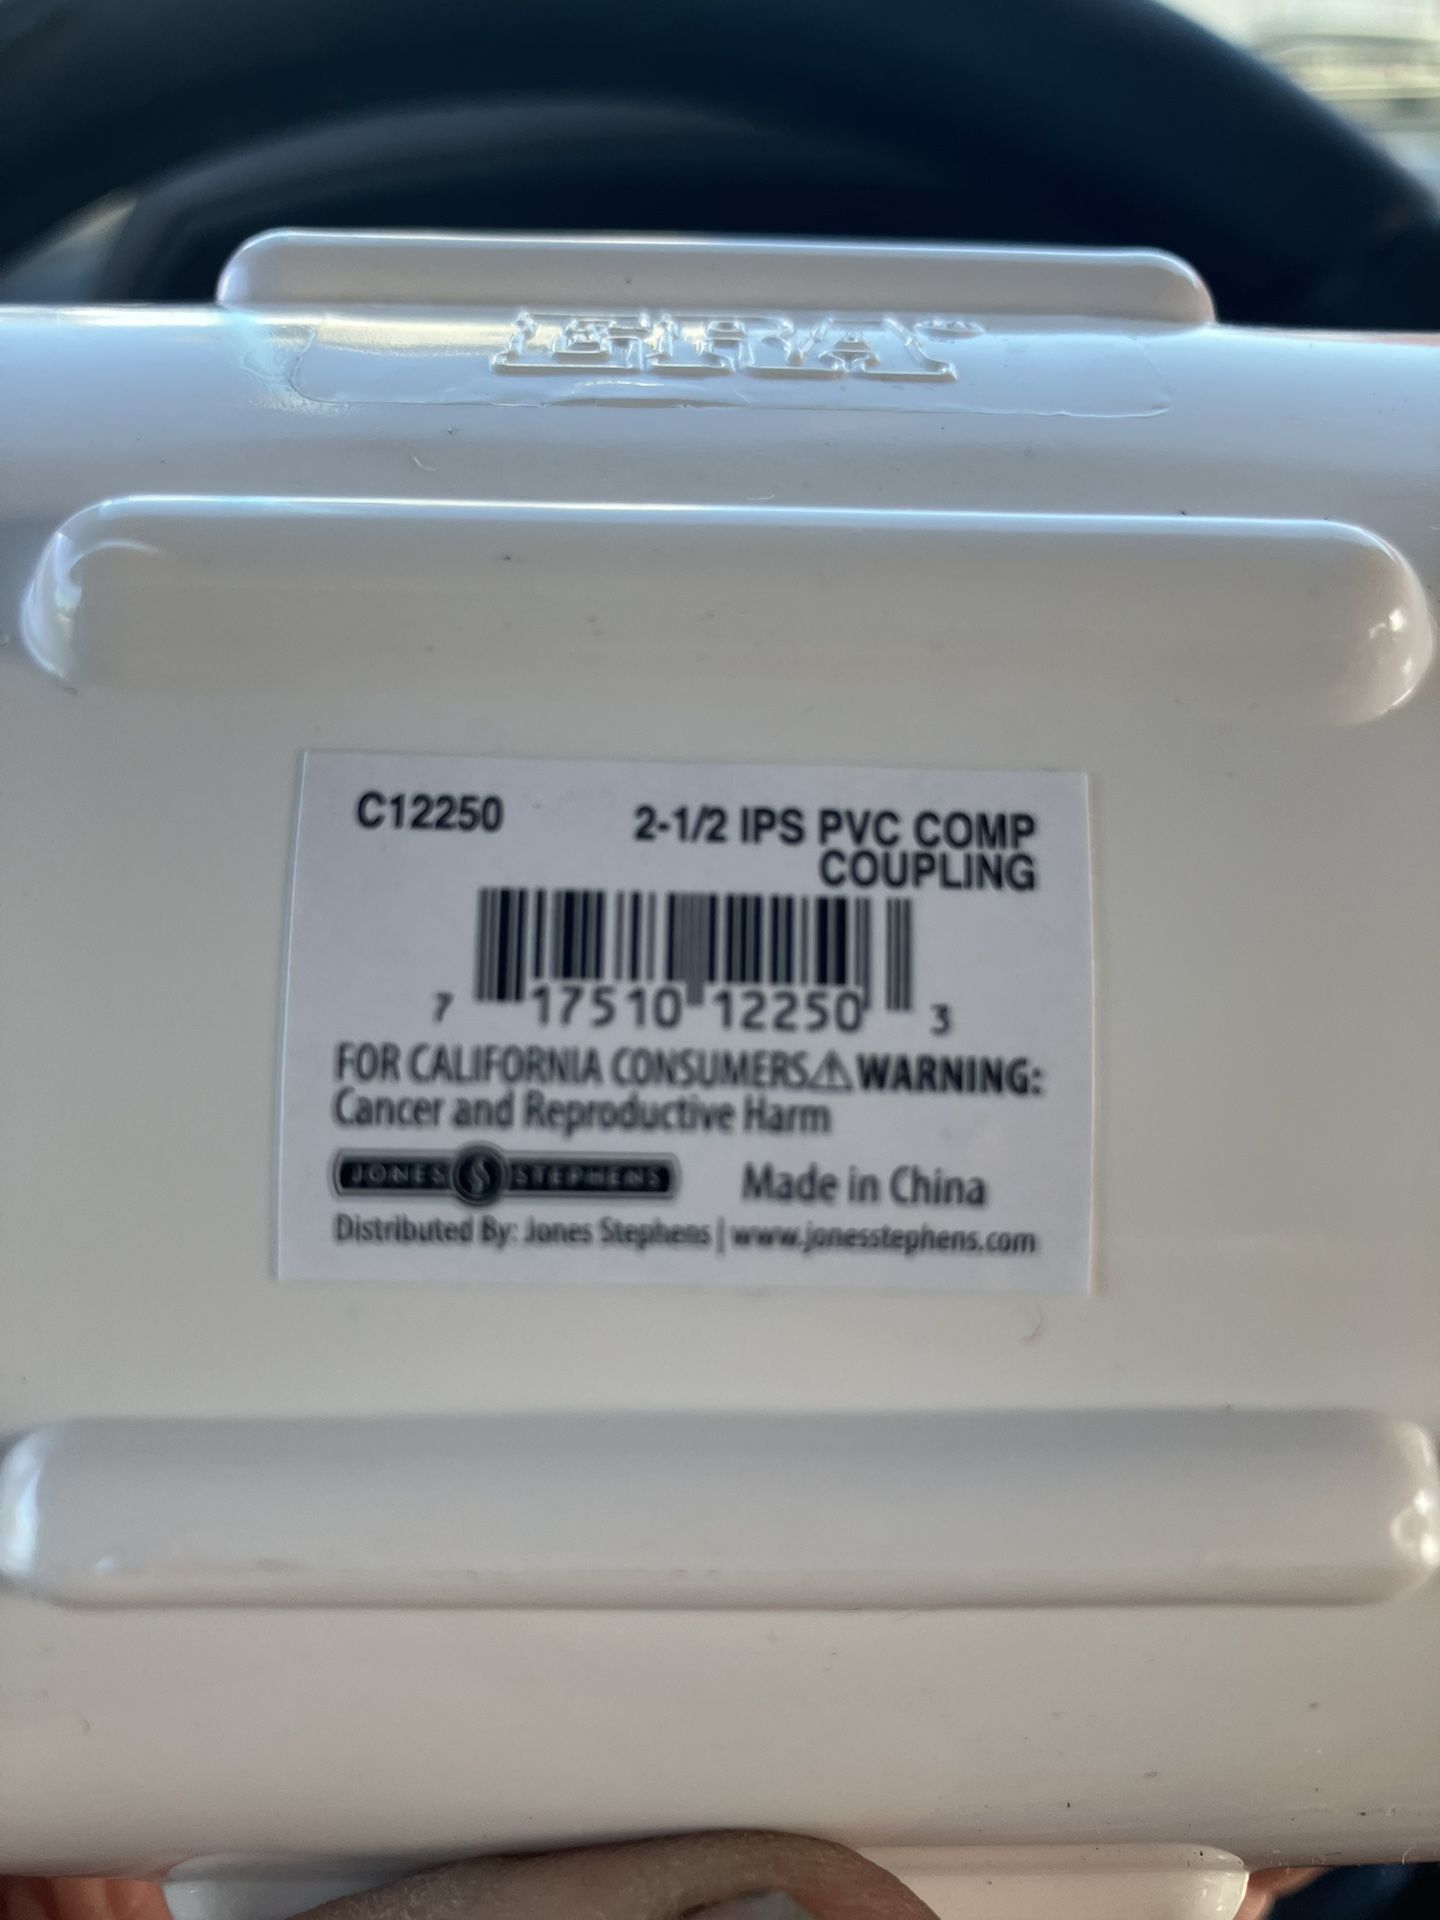 C12250 2-1/2 IPS PVC COMP
COUPLING
7 17510 12250 3
FOR CALIFORNIA CONSUMERS⚠WARNING:
Cancer and Reproductive Harm
JONES S STEPHENS Made in China
Distributed By: Jones Stephens | www.jonesstephens.com